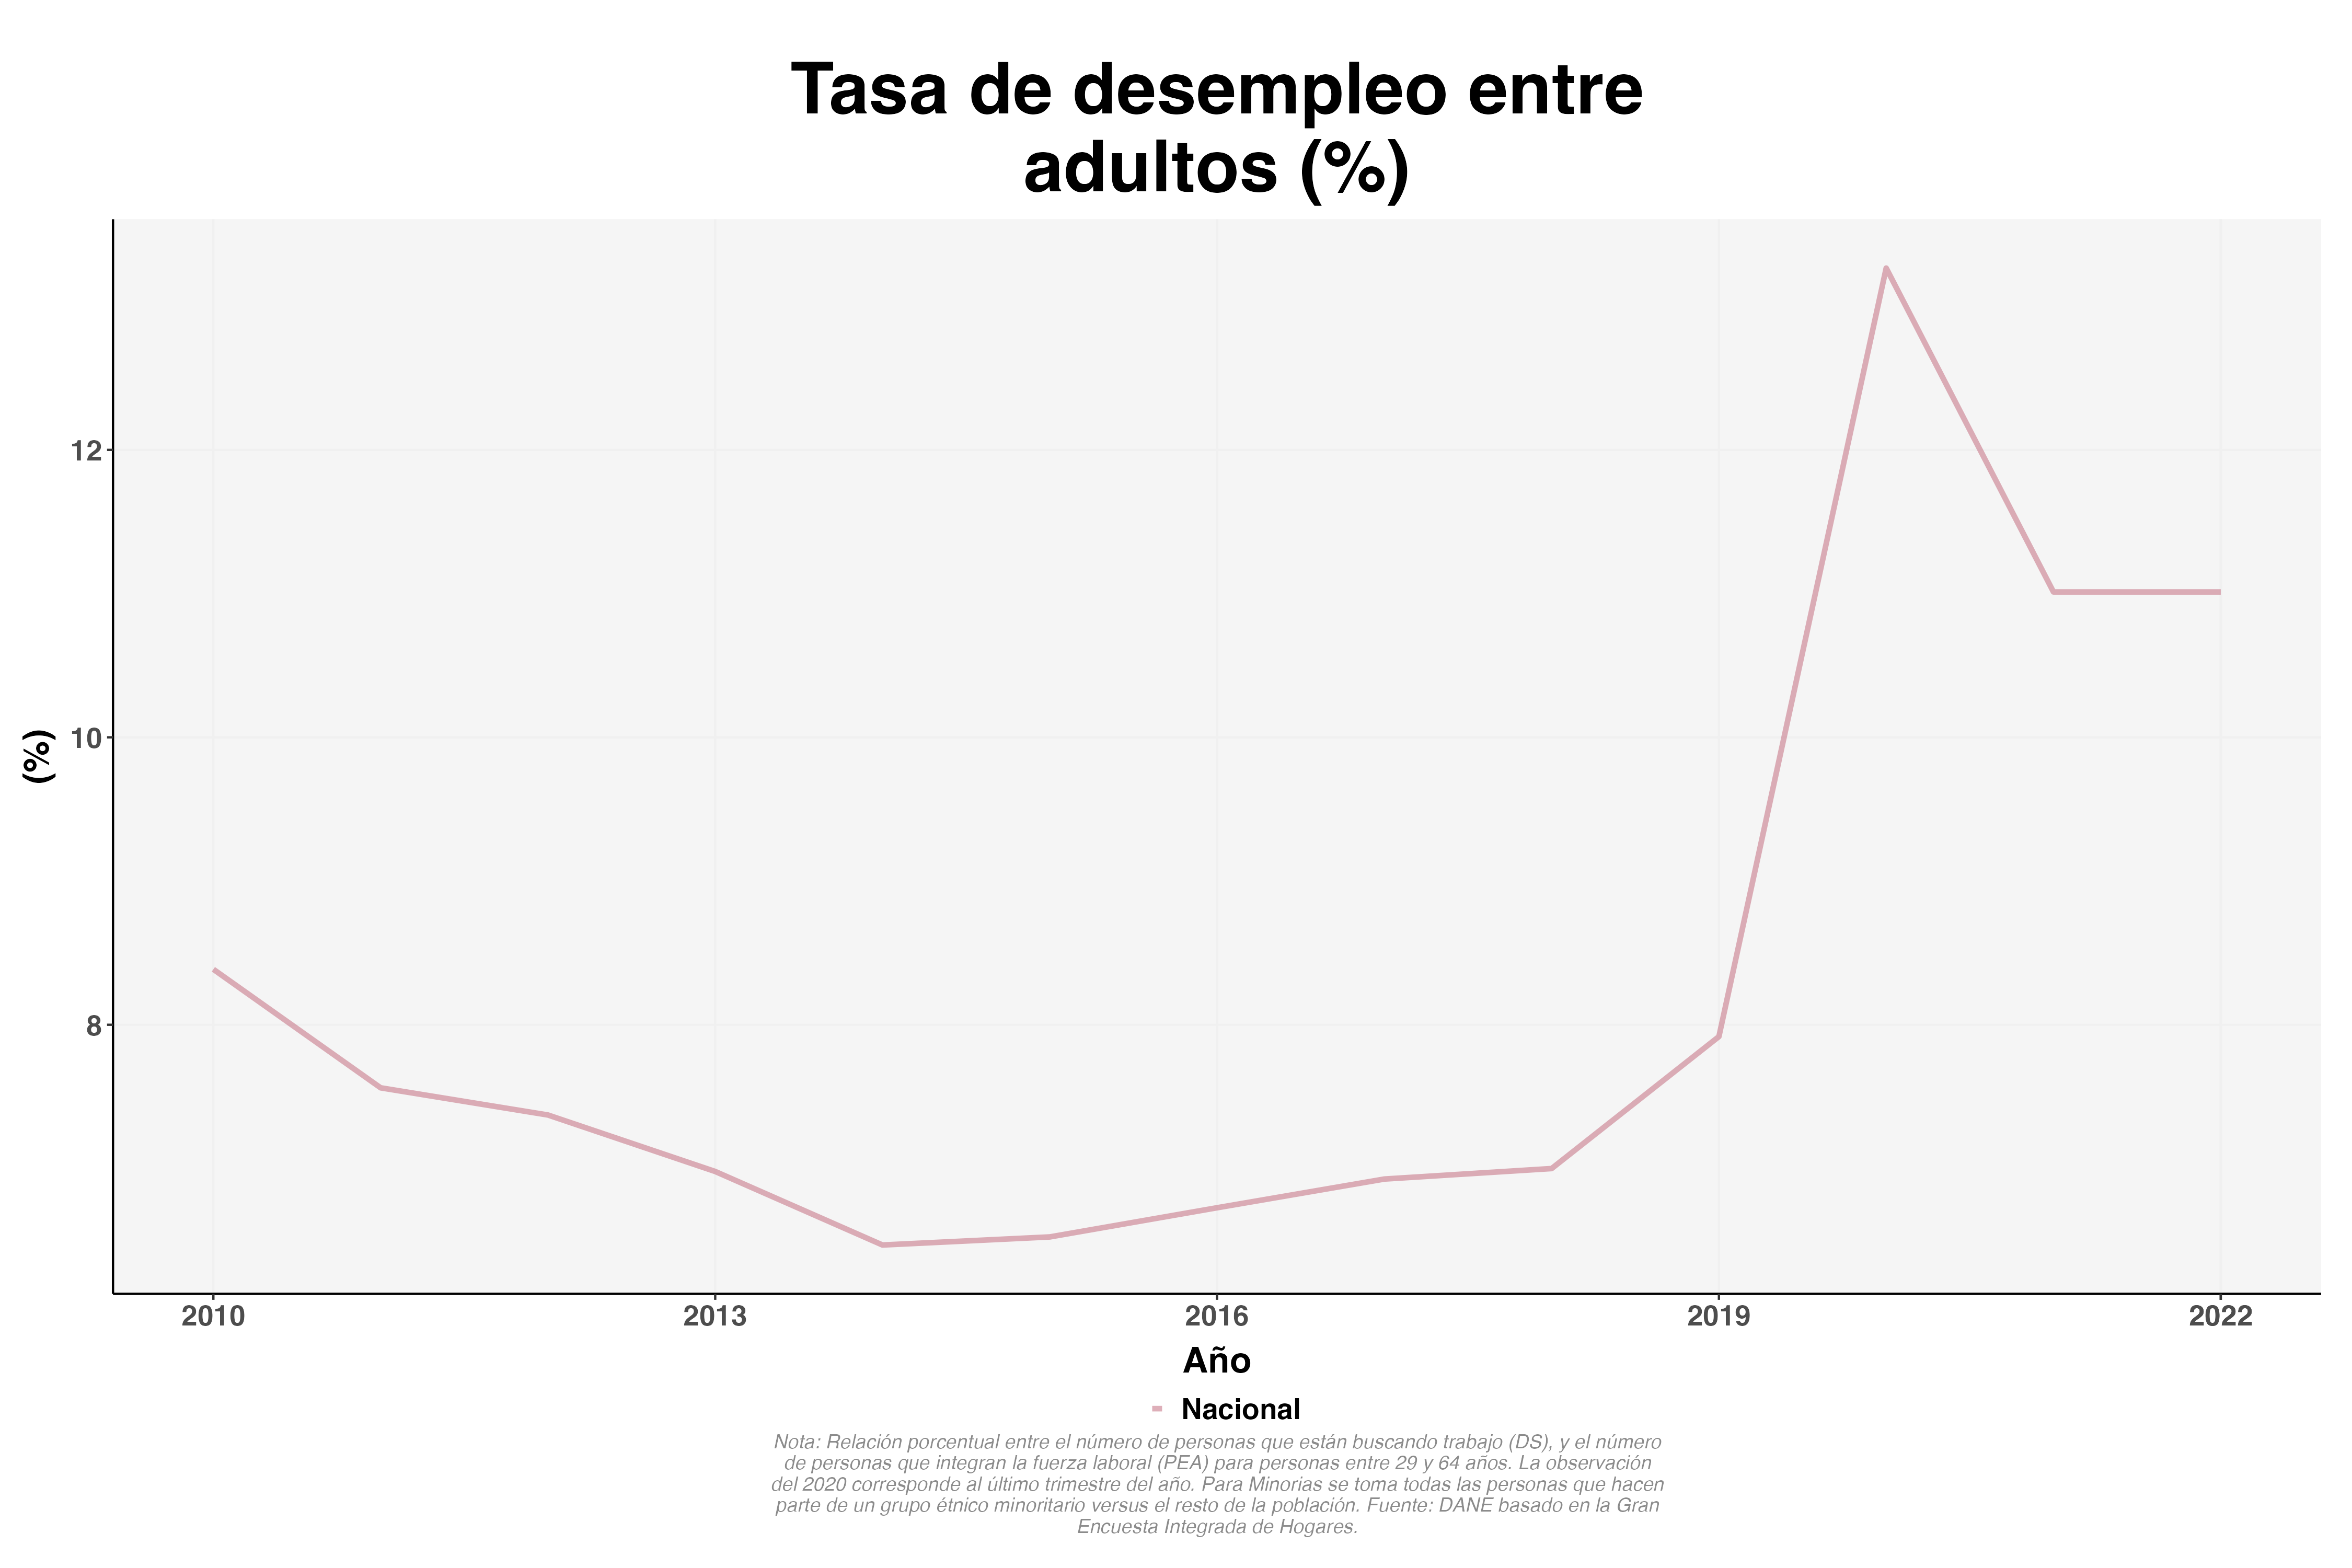 Tasa de desempleo entre
adultos (%)
(%)
12
10
8
2010
2013
2016
2019
2022
Año
Nacional
Nota: Relación porcentual entre el número de personas que están buscando trabajo (DS), y el número
de personas que integran la fuerza laboral (PEA) para personas entre 29 y 64 años. La observación
del 2020 corresponde al último trimestre del año. Para Minorias se toma todas las personas que hacen
parte de un grupo étnico minoritario versus el resto de la población. Fuente: DANE basado en la Gran
Encuesta Integrada de Hogares.